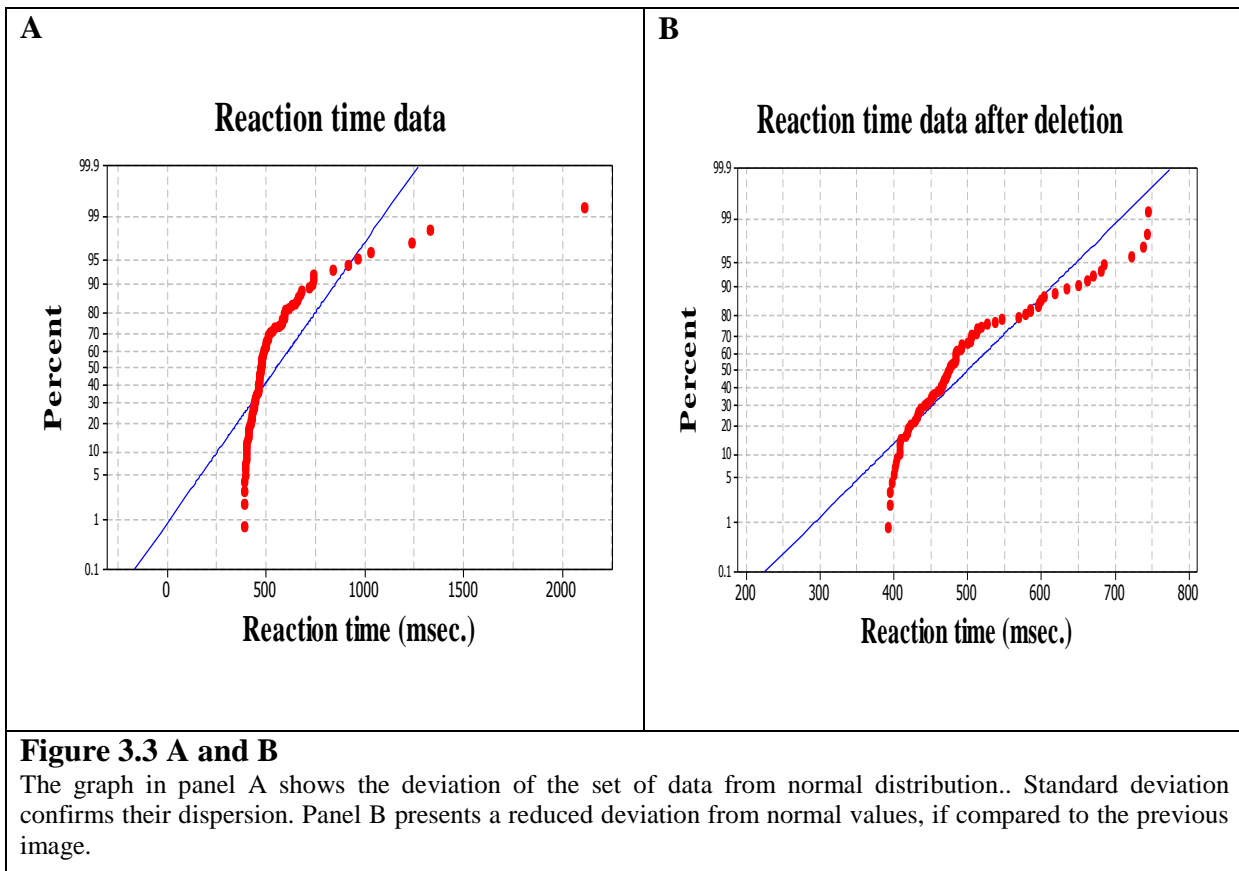 A
Reaction time data
99.9
99
95
90
80
70
60
50
40
30
20
10
5
1
0.1
Percent
0 500 1000 1500 2000
Reaction time (msec.)
B
Reaction time data after deletion
99.9
99
95
90
80
70
60
50
40
30
20
10
5
1
0.1
Percent
200 300 400 500 600 700 800
Reaction time (msec.)
Figure 3.3 A and B
The graph in panel A shows the deviation of the set of data from normal distribution.. Standard deviation
confirms their dispersion. Panel B presents a reduced deviation from normal values, if compared to the previous
image.